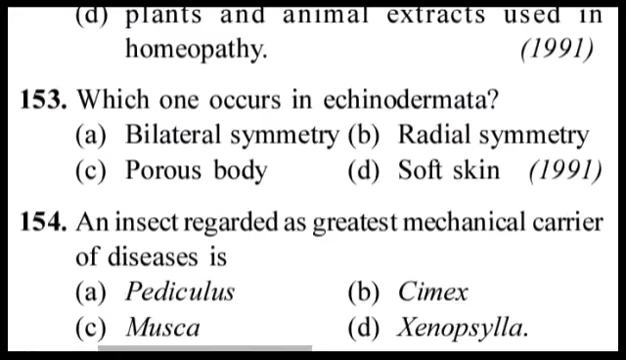 (d) plants and animal extracts used in
homeopathy. (1991)
153. Which one occurs in echinodermata?
(a) Bilateral symmetry (b) Radial symmetry
(c) Porous body (d) Soft skin (1991)
154. An insect regarded as greatest mechanical carrier
of diseases is
(a) Pediculus (b) Cimex
(c) Musca (d) Xenopsylla.